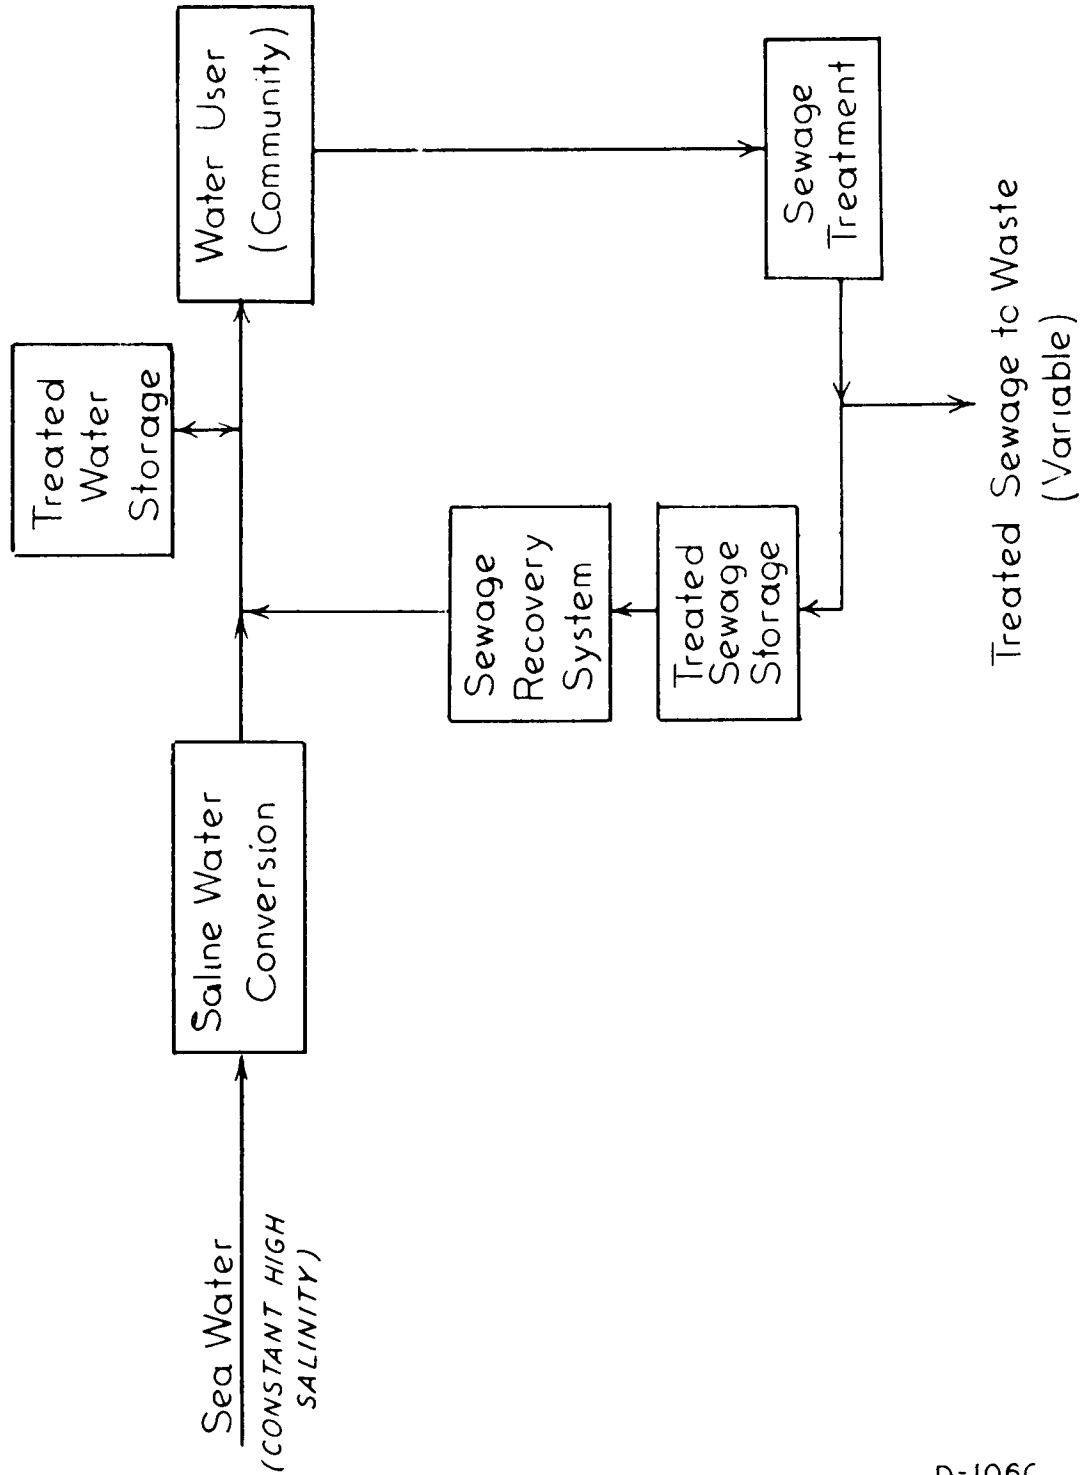 Treated
Water
Storage
Sea Water
(CONSTANT HIGH
SALINITY)
Saline Water
Conversion
Water User
(Community)
Sewage
Recovery
System
Treated
Sewage
Storage
Sewage
Treatment
Treated Sewage to Waste
(Variable)